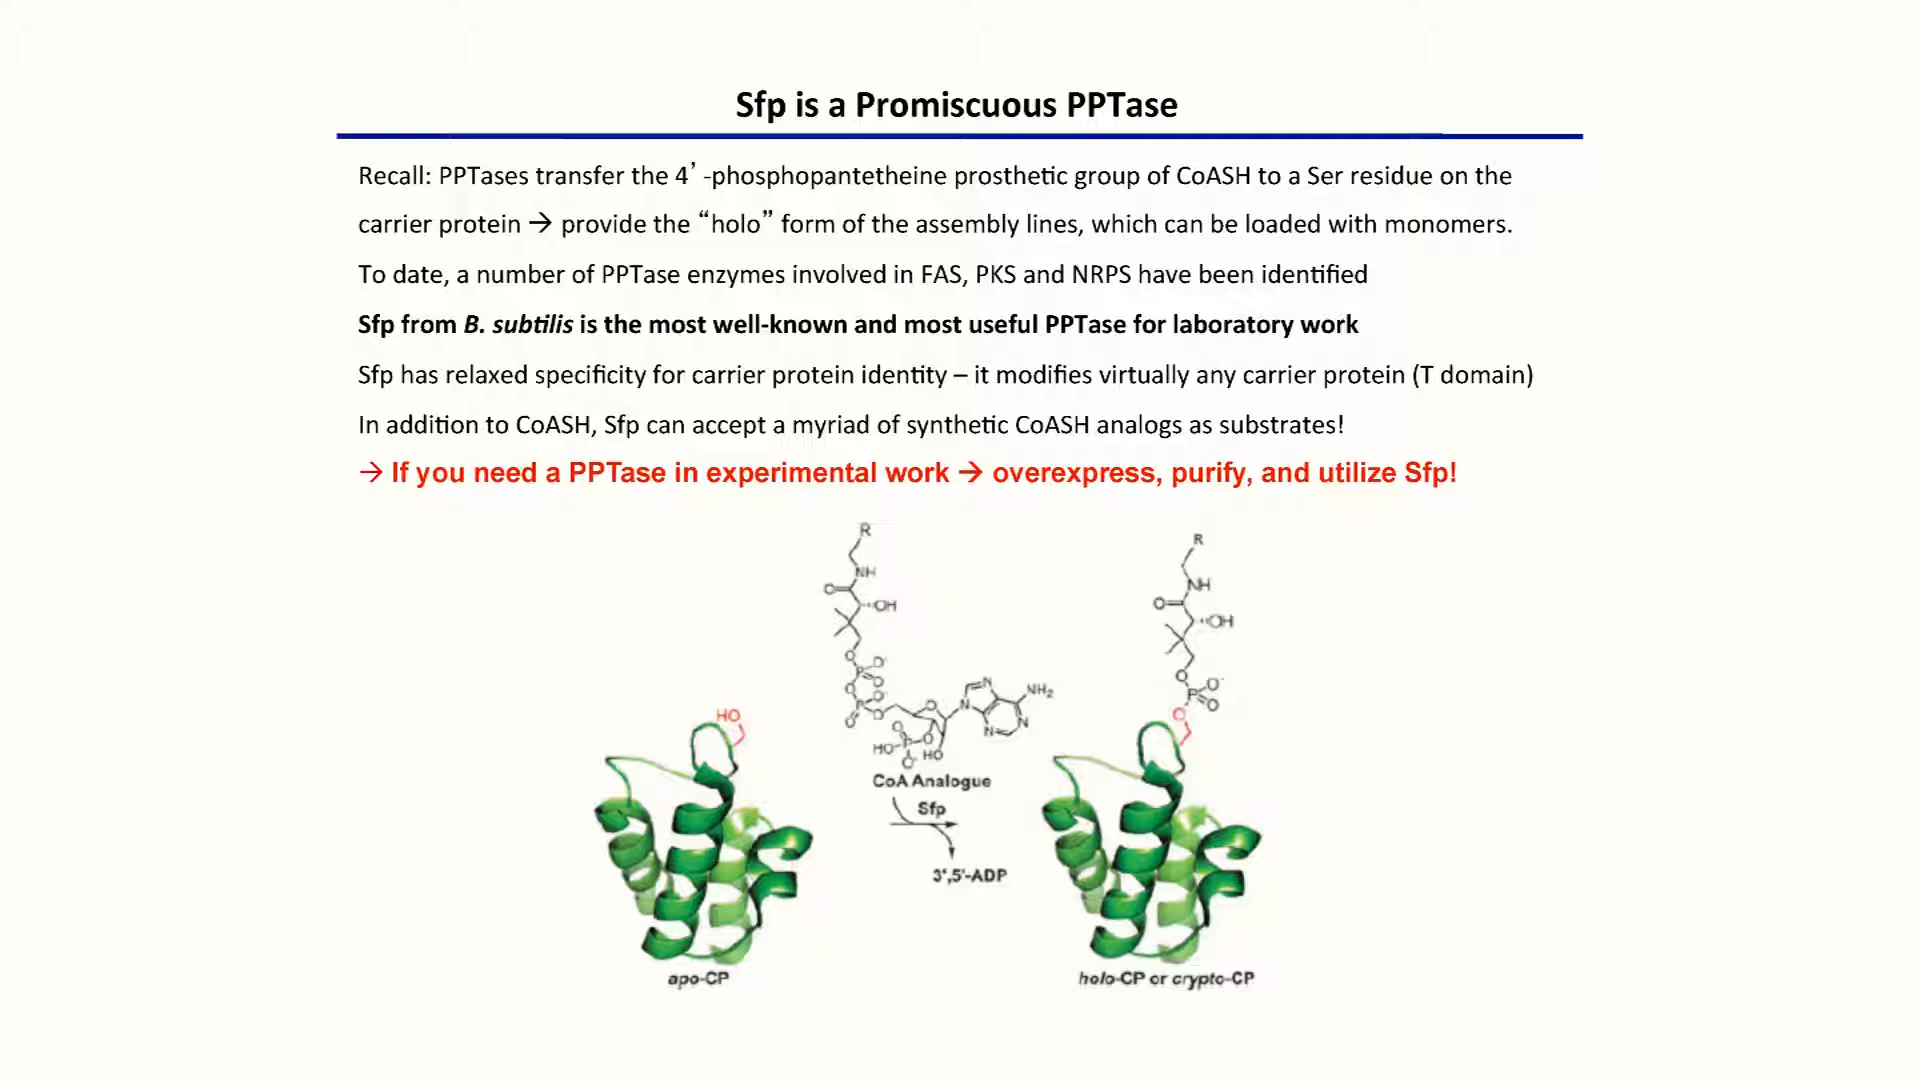 Sfp is a Promiscuous PPTase
Recall: PPTases transfer the 4’ -phosphopantetheine prosthetic group of CoASH to a Ser residue on the
carrier protein → provide the “holo” form of the assembly lines, which can be loaded with monomers.
To date, a number of PPTase enzymes involved in FAS, PKS and NRPS have been identified
Sfp from B. subtilis is the most well-known and most useful PPTase for laboratory work
Sfp has relaxed specificity for carrier protein identity – it modifies virtually any carrier protein (T domain)
In addition to CoASH, Sfp can accept a myriad of synthetic CoASH analogs as substrates!
→ If you need a PPTase in experimental work → overexpress, purify, and utilize Sfp!
R
NH
O
OH
O
P
O-
O
O
P
O-
O
O
O
N
N
N
N
NH2
O
HO
P
O
O-
HO
CoA Analogue
Sfp
3',5'-ADP
HO
apo-CP
R
NH
O
OH
O
P
O-
O
O
holo-CP or crypto-CP